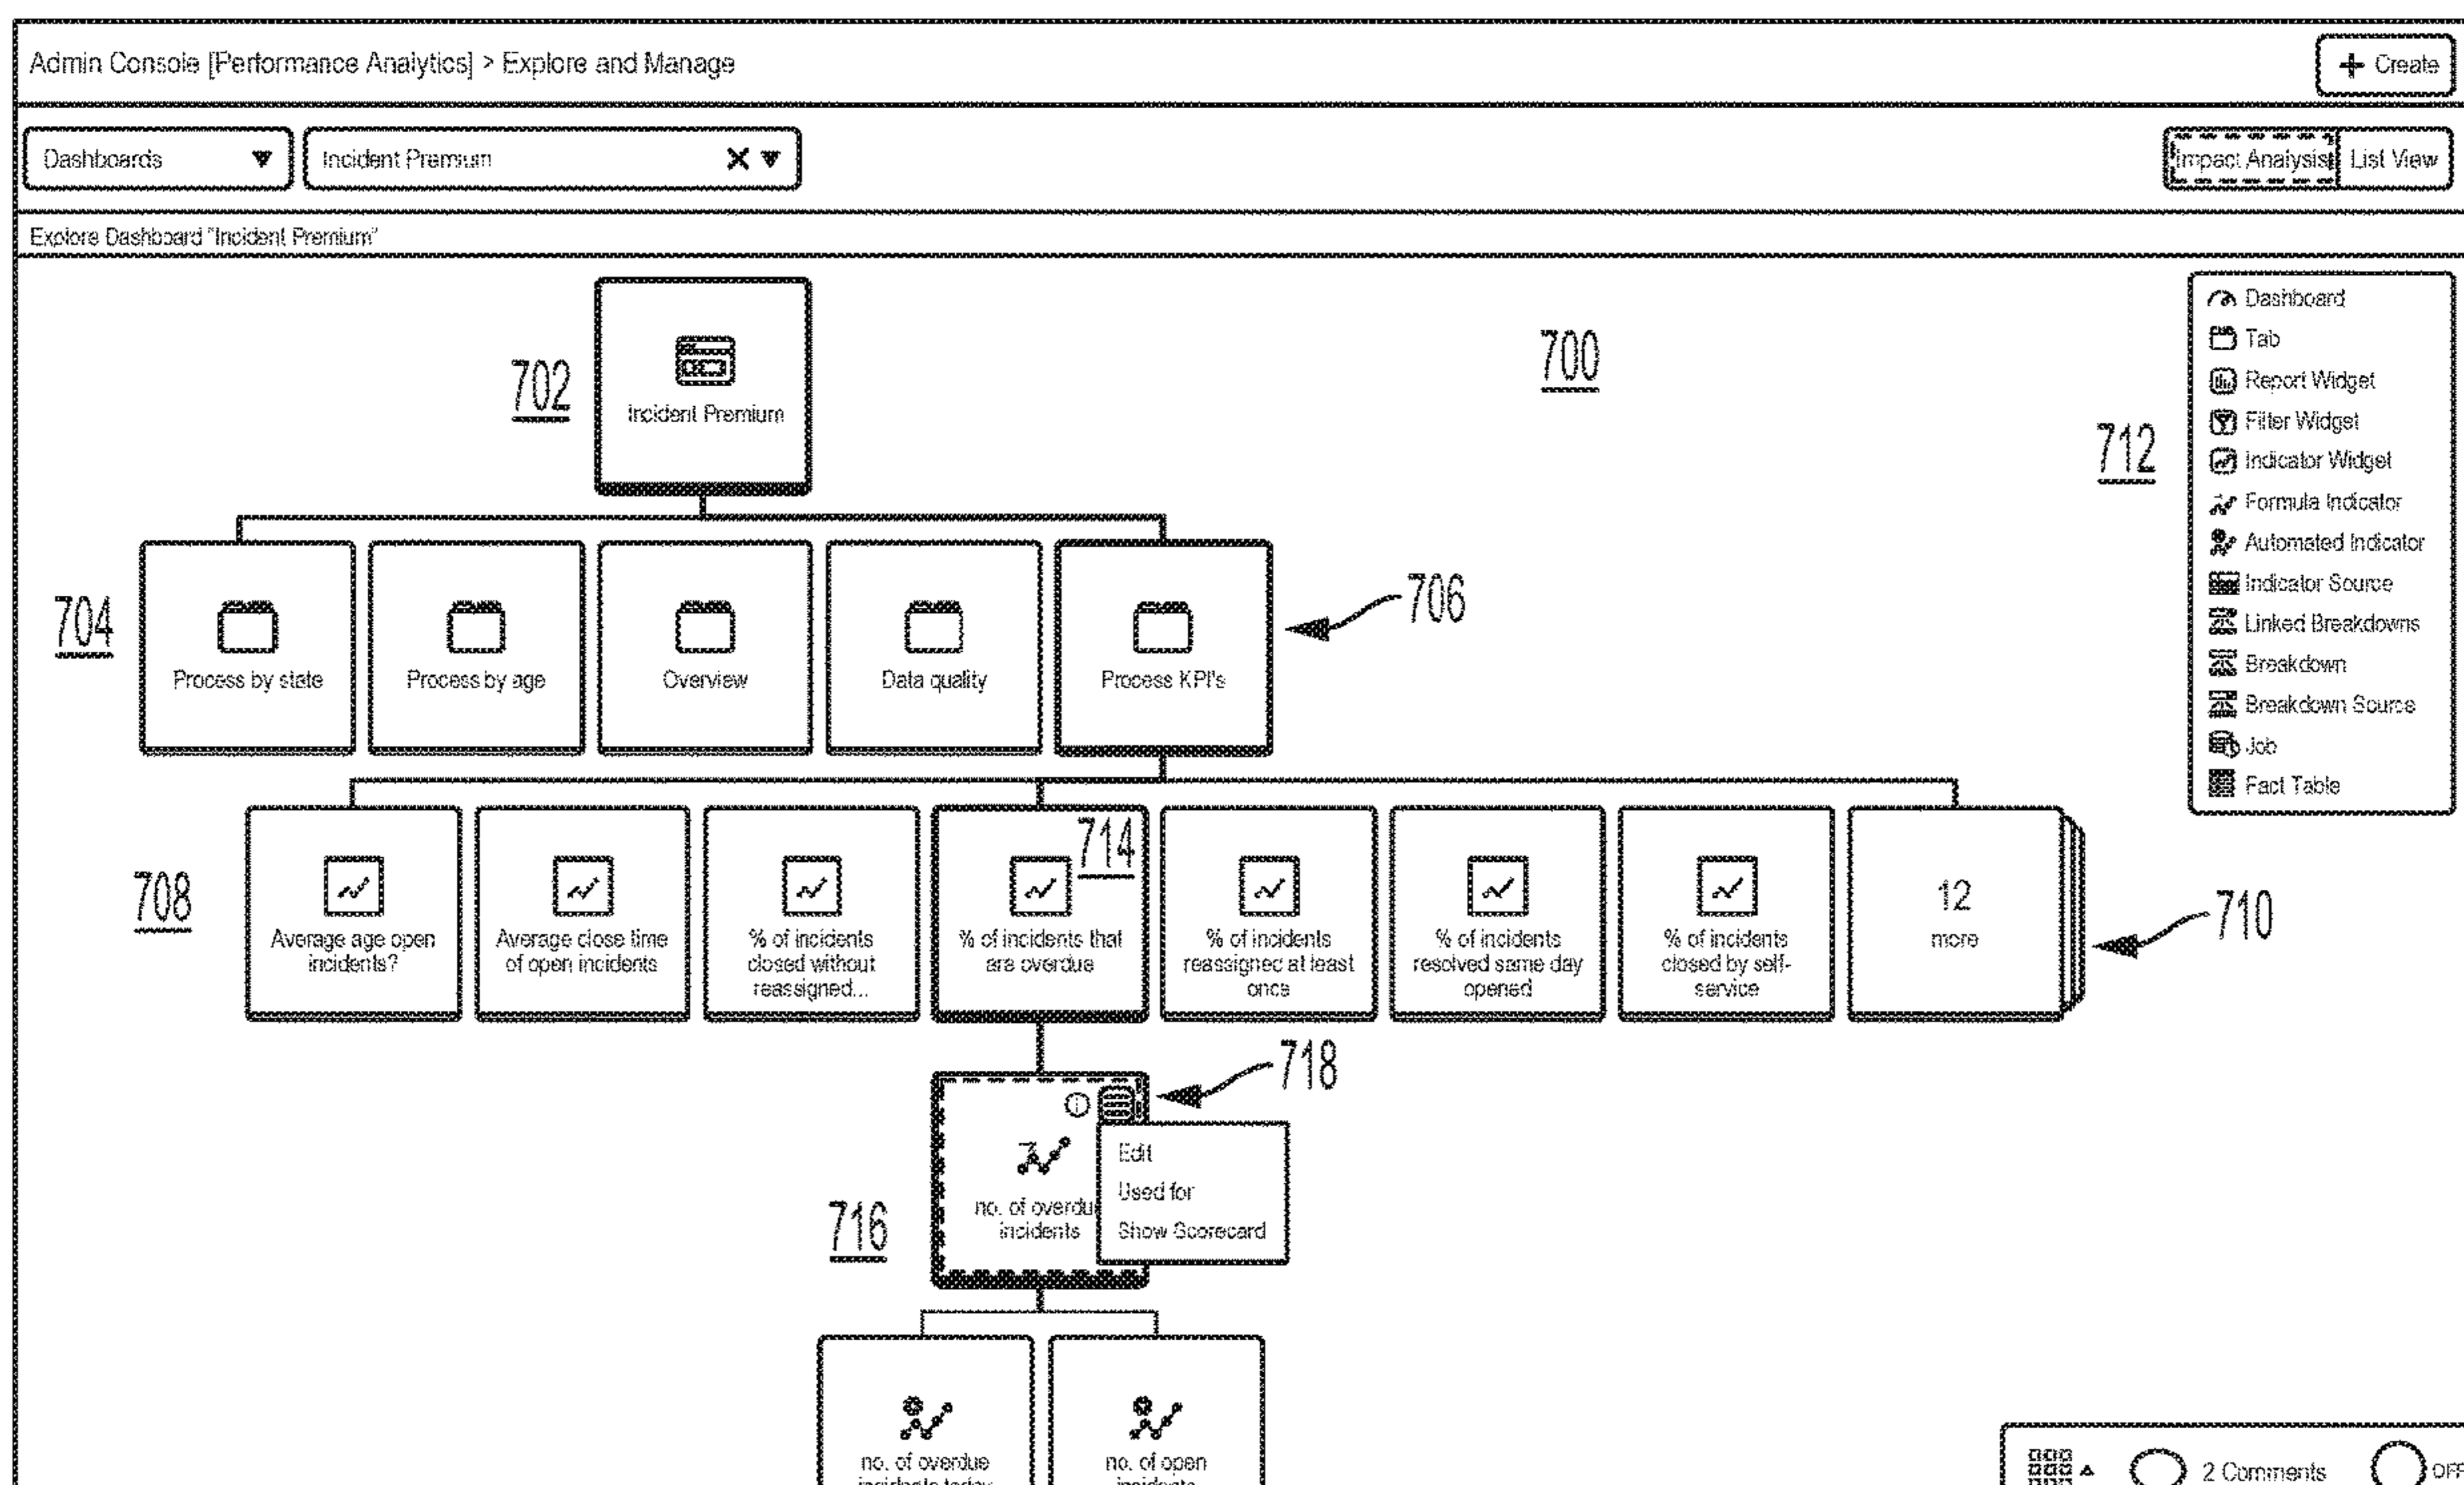 Admin Console [Performance Analytics] > Explore and Manage
+ Create
Dashboards
Incident Premium
Impact Analysis
List View
Explore Dashboard "Incident Premium"
702
Incident Premium
700
712
Dashboard
Tab
Report Widget
Filter Widget
Indicator Widget
Formula Indicator
Automated Indicator
Indicator Source
Linked Breakdowns
Breakdown
Breakdown Source
Job
Fact Table
704
Process by state
Process by age
Overview
Data quality
Process KPI's
706
708
Average age open
incidents?
Average close time
of open incidents
% of incidents
closed without
reassigned...
714
% of incidents that
are overdue
% of incidents
reassigned at least
once
% of incidents
resolved same day
opened
% of incidents
closed by self-
service
12
more
710
718
716
no. of overdu
incidents
Edit
Used for
Show Scorecard
no. of overdue
incidents today
no. of open
incidents
2 Comments
OFF